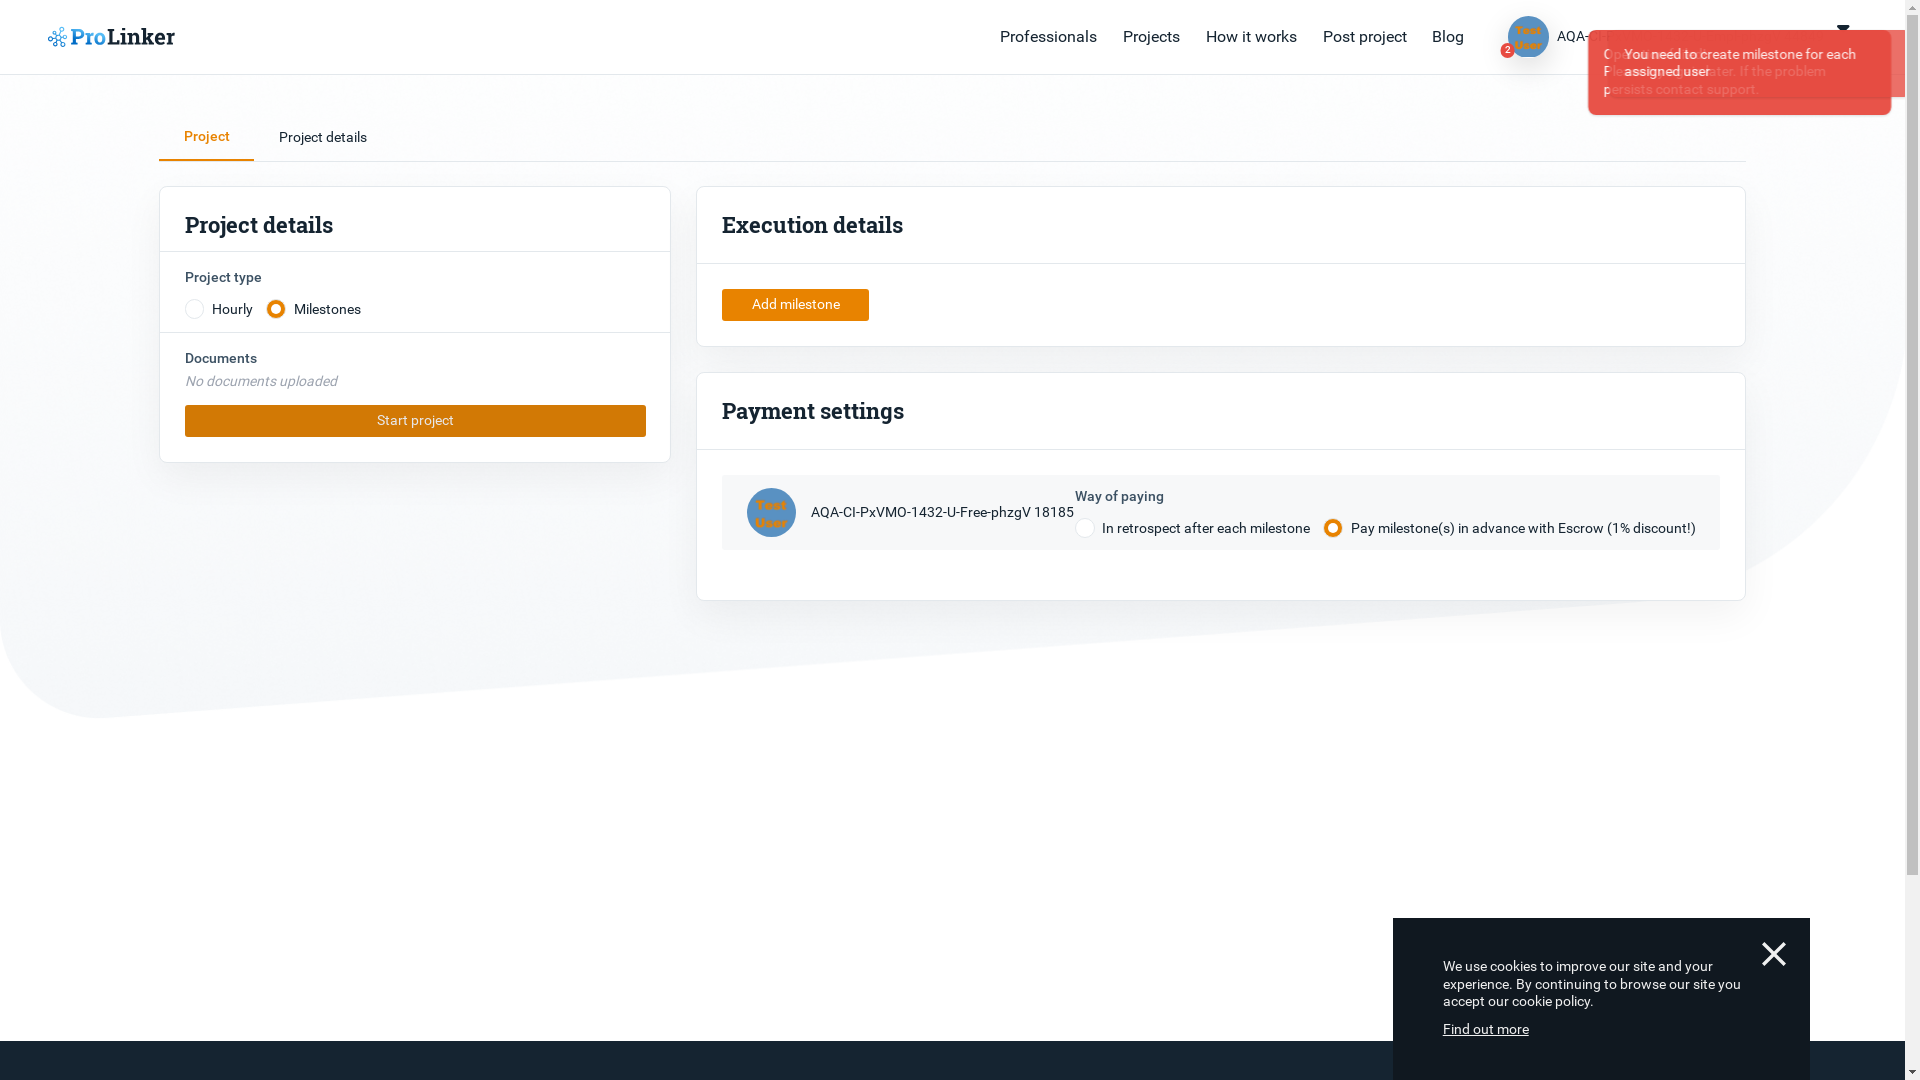 ProLinker
Professionals
Projects
How it works
Post project
Blog
Test
User
2
AQA-
You need to create milestone for each
assigned user
later. If the problem
persists contact support.
Project
Project details
Project details
Project type
Hourly
Milestones
Documents
No documents uploaded
Start project
Execution details
Add milestone
Payment settings
Test
User
AQA-CI-PxVMO-1432-U-Free-phzgV 18185
Way of paying
In retrospect after each milestone
Pay milestone(s) in advance with Escrow (1% discount!)
We use cookies to improve our site and your
experience. By continuing to browse our site you
accept our cookie policy.
Find out more